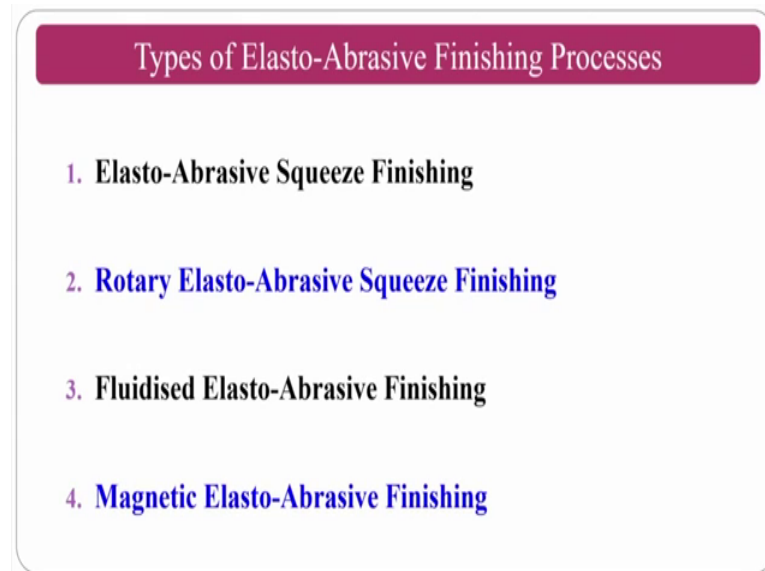 Types of Elasto-Abrasive Finishing Processes
1. Elasto-Abrasive Squeeze Finishing
2. Rotary Elasto-Abrasive Squeeze Finishing
3. Fluidised Elasto-Abrasive Finishing
4. Magnetic Elasto-Abrasive Finishing